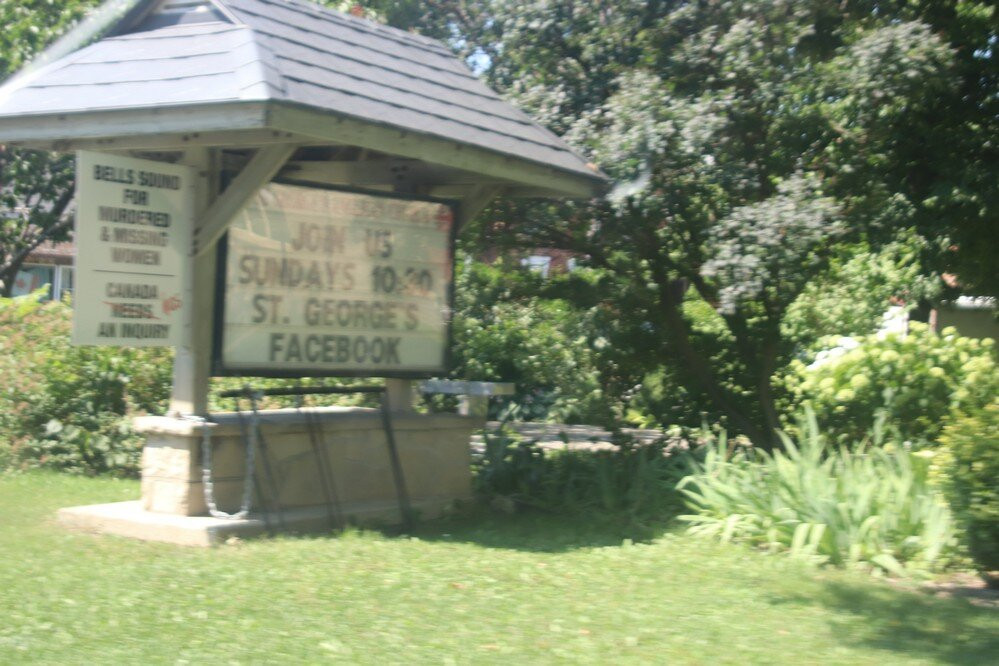 BELLS SOUND
FOR
MURDERED
& MISSING
WOMEN
CANADA
NEEDS
AN INQUIRY
JOIN US
SUNDAYS 10:30
ST. GEORGE'S
FACEBOOK